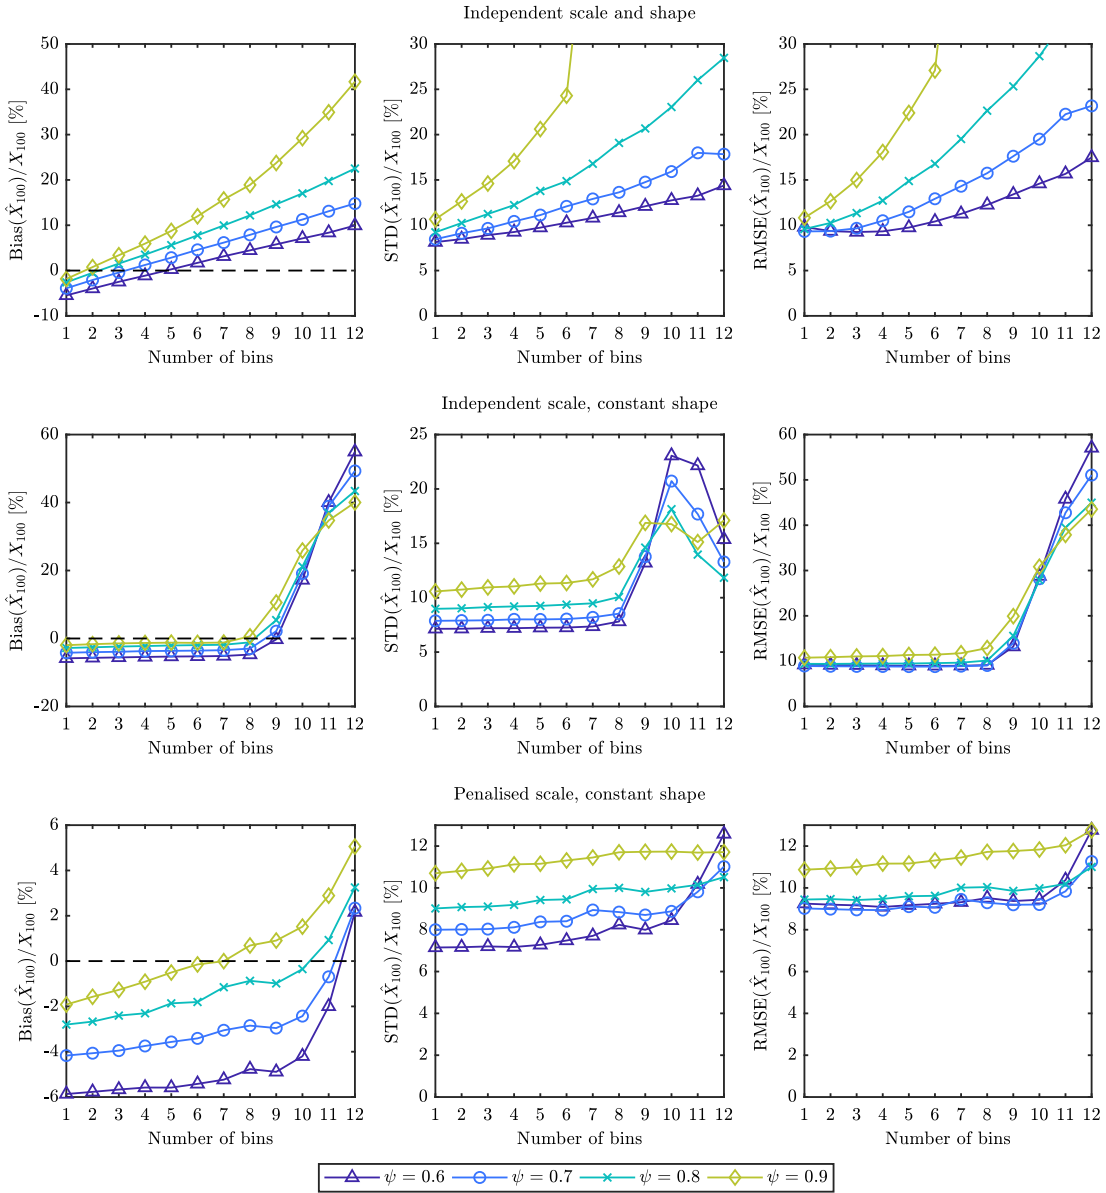 Independent scale and shape
Bias(X̂₁₀₀)/X₁₀₀ [%]
50
40
30
20
10
0
-10
1 2 3 4 5 6 7 8 9 10 11 12
Number of bins
STD(X̂₁₀₀)/X₁₀₀ [%]
30
25
20
15
10
5
0
1 2 3 4 5 6 7 8 9 10 11 12
Number of bins
RMSE(X̂₁₀₀)/X₁₀₀ [%]
30
25
20
15
10
5
0
1 2 3 4 5 6 7 8 9 10 11 12
Number of bins
Independent scale, constant shape
Bias(X̂₁₀₀)/X₁₀₀ [%]
60
40
20
0
-20
1 2 3 4 5 6 7 8 9 10 11 12
Number of bins
STD(X̂₁₀₀)/X₁₀₀ [%]
25
20
15
10
5
0
1 2 3 4 5 6 7 8 9 10 11 12
Number of bins
RMSE(X̂₁₀₀)/X₁₀₀ [%]
60
50
40
30
20
10
0
1 2 3 4 5 6 7 8 9 10 11 12
Number of bins
Penalised scale, constant shape
Bias(X̂₁₀₀)/X₁₀₀ [%]
6
4
2
0
-2
-4
-6
1 2 3 4 5 6 7 8 9 10 11 12
Number of bins
STD(X̂₁₀₀)/X₁₀₀ [%]
12
10
8
6
4
2
0
1 2 3 4 5 6 7 8 9 10 11 12
Number of bins
RMSE(X̂₁₀₀)/X₁₀₀ [%]
12
10
8
6
4
2
0
1 2 3 4 5 6 7 8 9 10 11 12
Number of bins
ψ = 0.6 ψ = 0.7 ψ = 0.8 ψ = 0.9